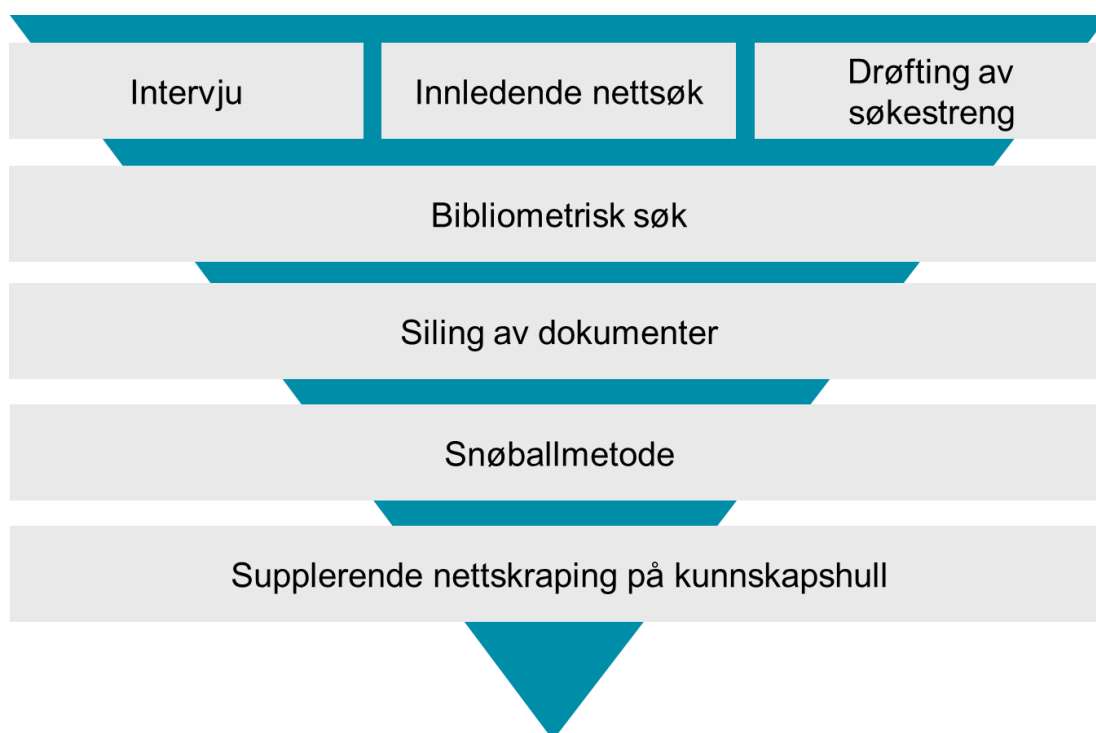 Intervju
Innledende nettsøk
Drøfting av
søkestreng
Bibliometrisk søk
Siling av dokumenter
Snøballmetode
Supplerende nettskraping på kunnskapshull